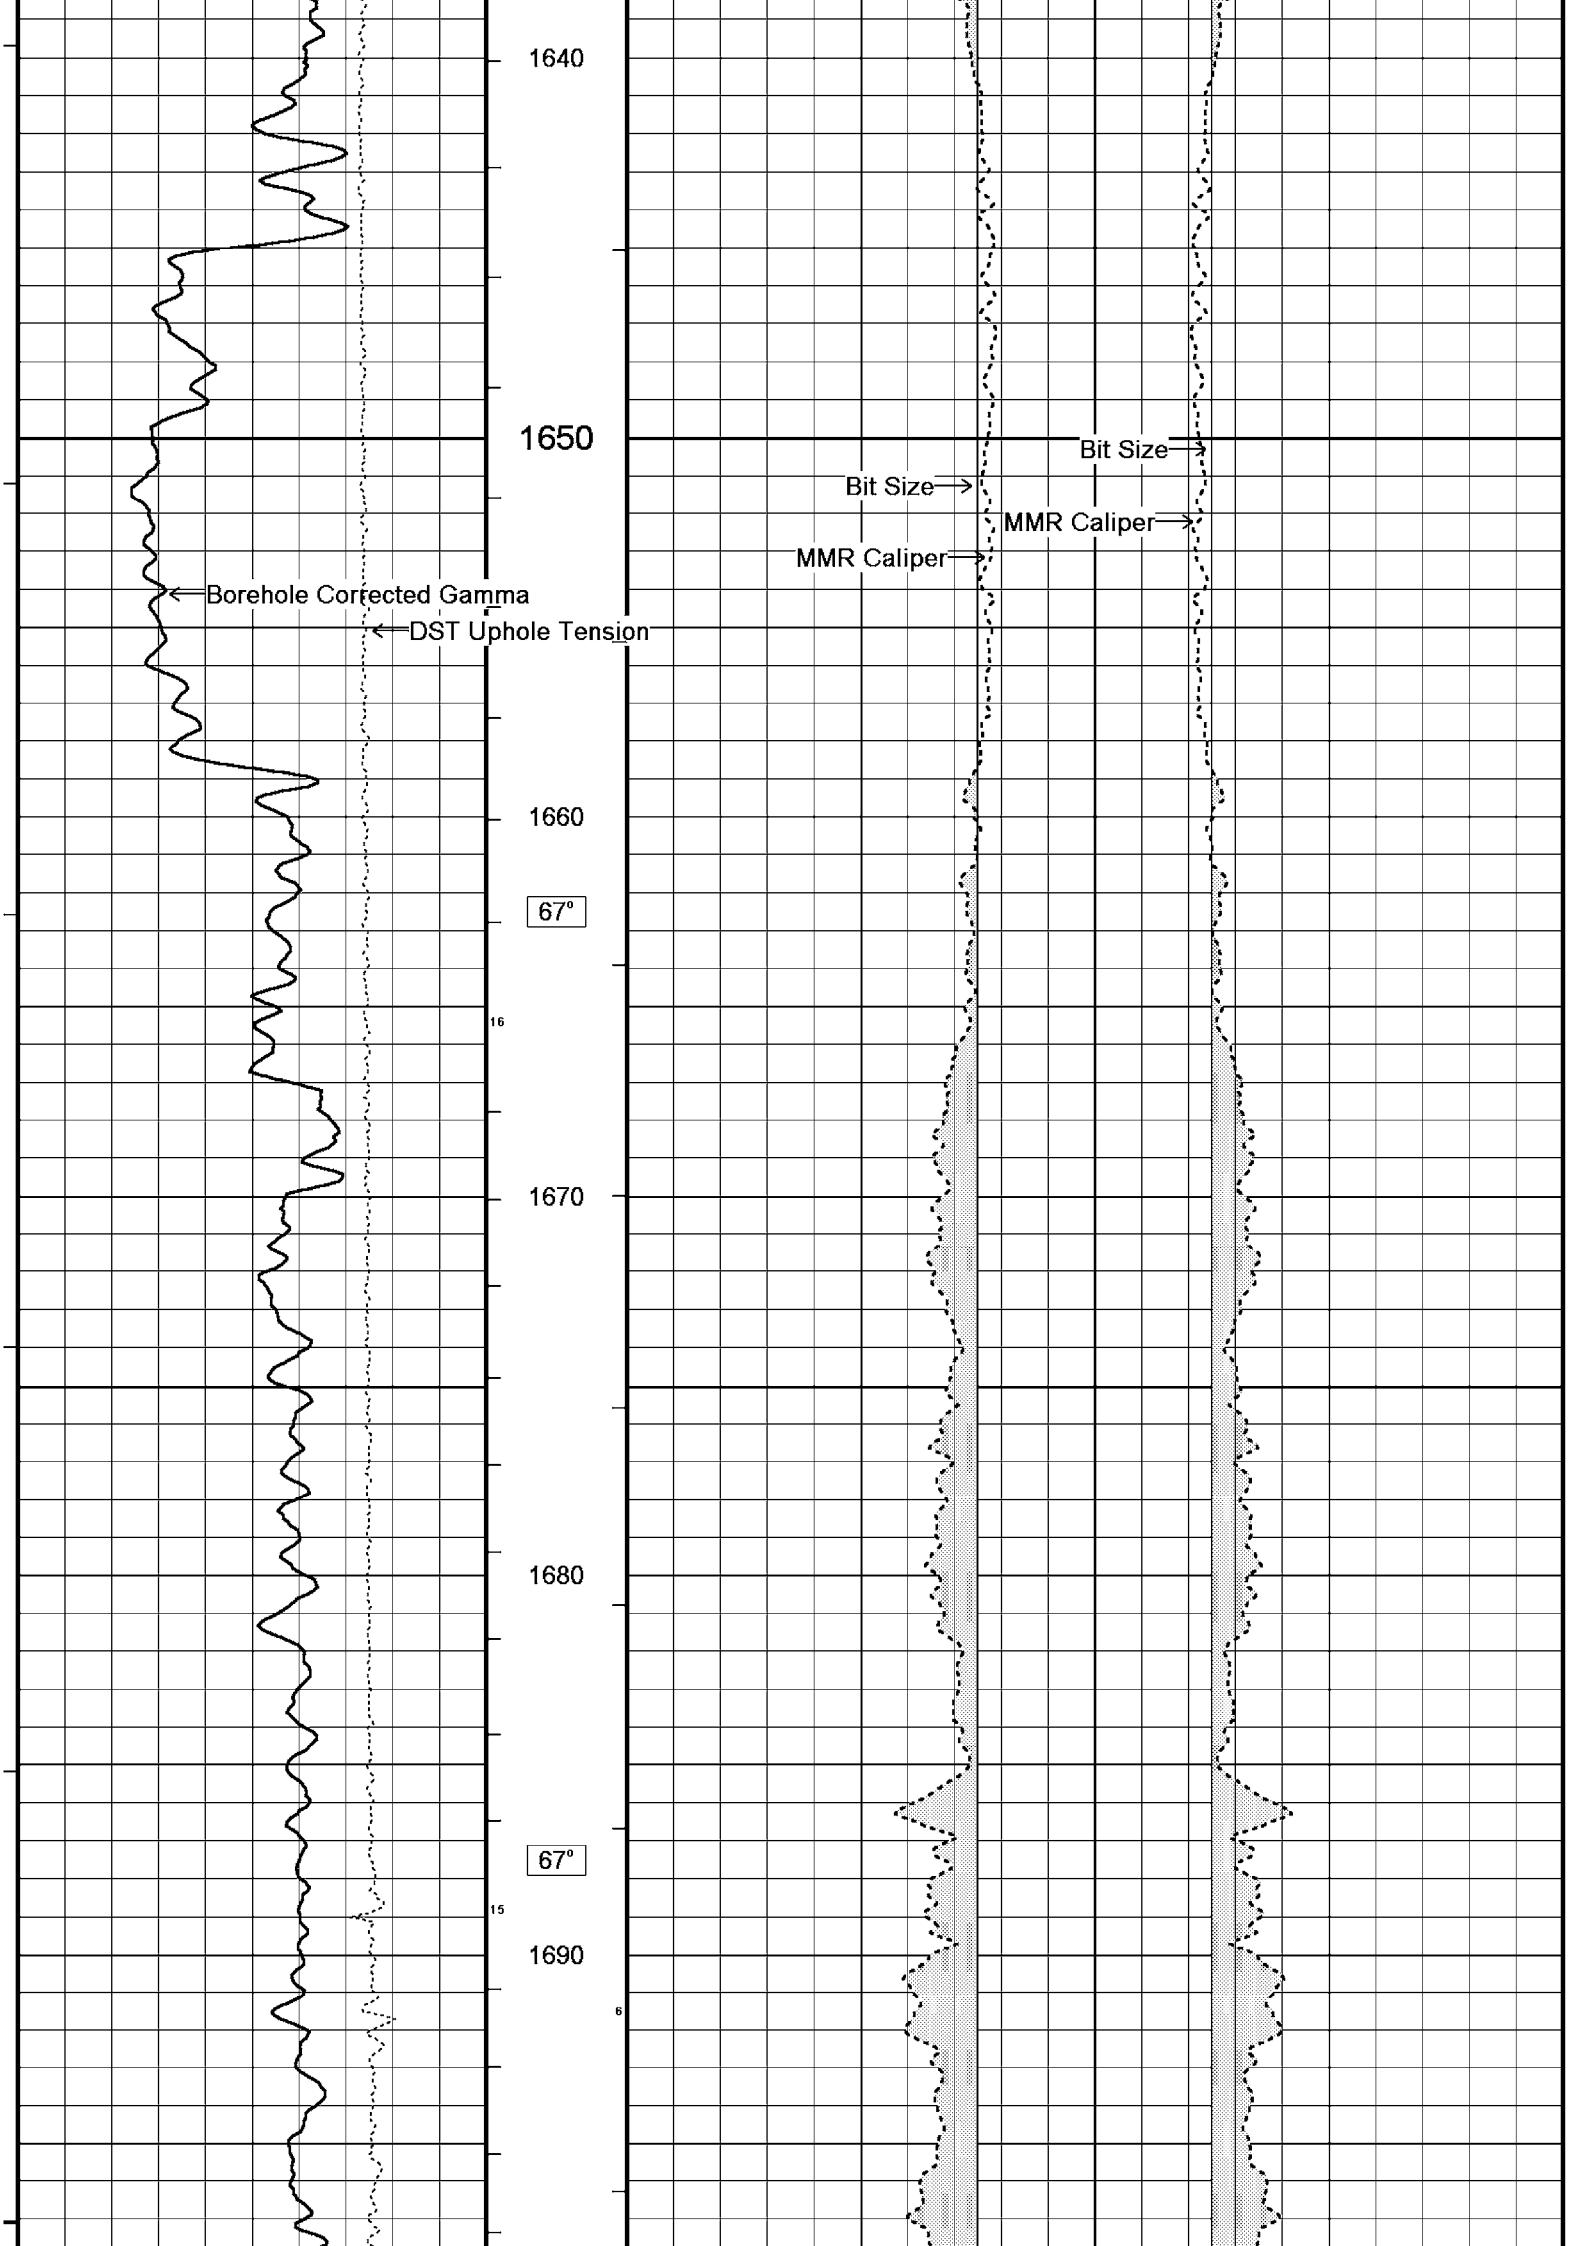 1640
1650
Bit Size
Bit Size
MMR Caliper
MMR Caliper
Borehole Corrected Gamma
DST Uphole Tension
1660
67°
16
1670
1680
67°
15
1690
6